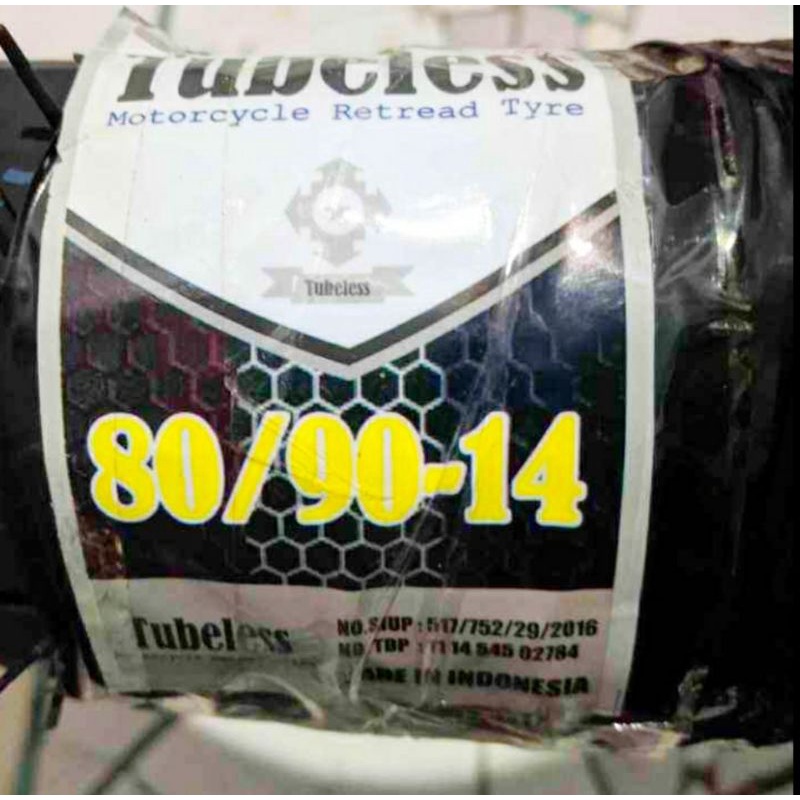 Tubeless
Motorcycle Retread Tyre
Tubeless
80/90-14
Tubeless
NO.SIUP : 517/752/29/2016
NO.TDP : 11 14 545 02784
MADE IN INDONESIA